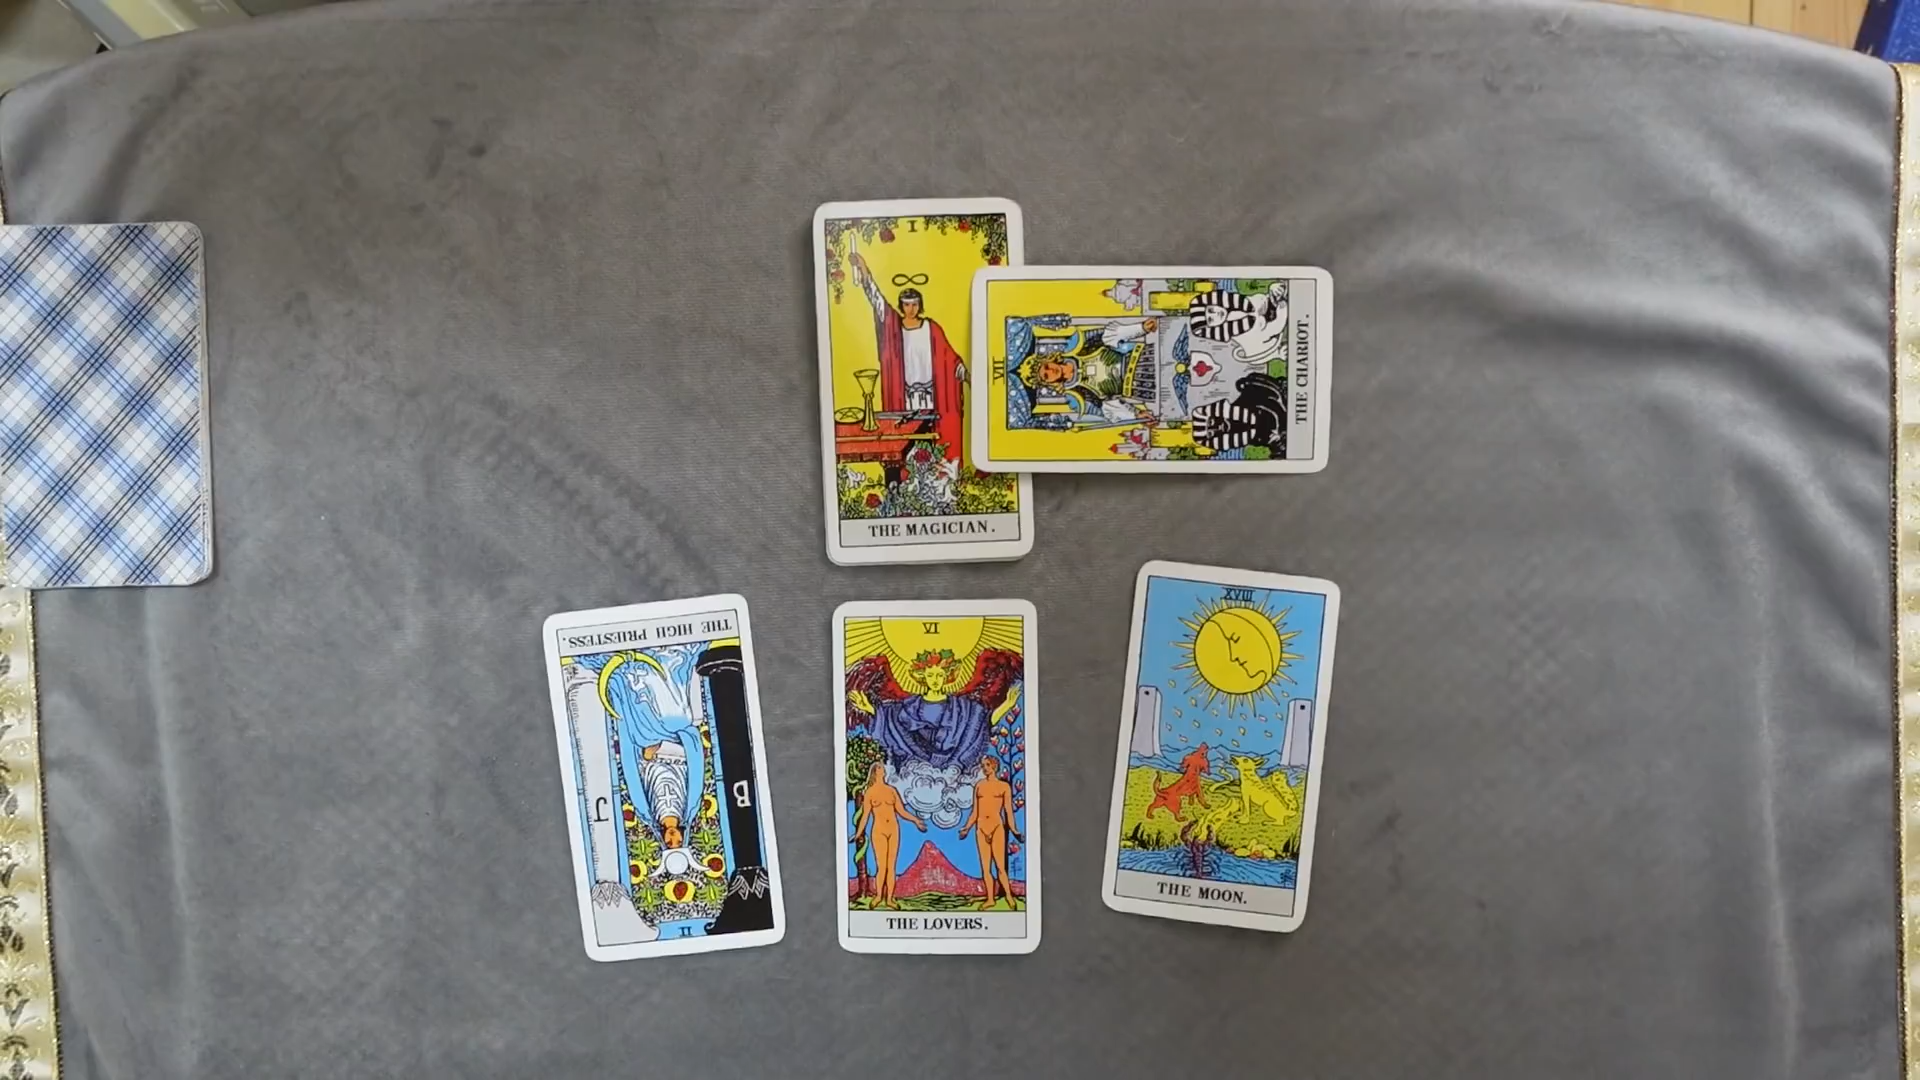 I
THE MAGICIAN.
VII
THE CHARIOT.
THE HIGH PRIESTESS.
J
B
II
VI
THE LOVERS.
XVIII
THE MOON.